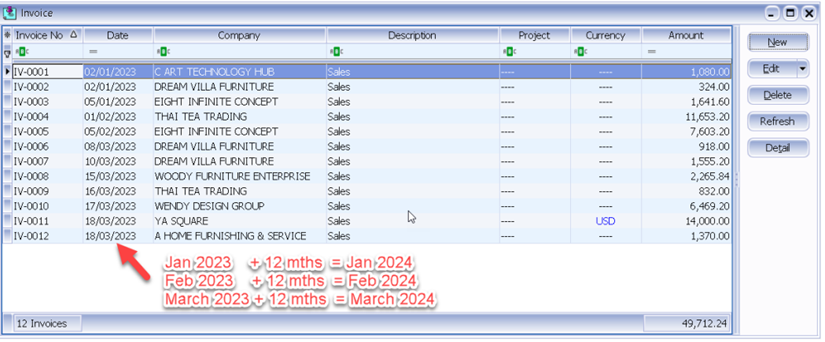 Invoice
Invoice No Date Company Description Project Currency Amount
= =
IV-0001 02/01/2023 C ART TECHNOLOGY HUB Sales ---- ---- 1,080.00
IV-0002 02/01/2023 DREAM VILLA FURNITURE Sales ---- ---- 324.00
IV-0003 05/01/2023 EIGHT INFINITE CONCEPT Sales ---- ---- 1,641.60
IV-0004 01/02/2023 THAI TEA TRADING Sales ---- ---- 11,653.20
IV-0005 05/02/2023 EIGHT INFINITE CONCEPT Sales ---- ---- 7,603.20
IV-0006 08/03/2023 DREAM VILLA FURNITURE Sales ---- ---- 918.00
IV-0007 10/03/2023 DREAM VILLA FURNITURE Sales ---- ---- 1,555.20
IV-0008 15/03/2023 WOODY FURNITURE ENTERPRISE Sales ---- ---- 2,265.84
IV-0009 16/03/2023 THAI TEA TRADING Sales ---- ---- 832.00
IV-0010 17/03/2023 WENDY DESIGN GROUP Sales ---- ---- 6,469.20
IV-0011 18/03/2023 YA SQUARE Sales ---- USD 14,000.00
IV-0012 18/03/2023 A HOME FURNISHING & SERVICE Sales ---- ---- 1,370.00
Jan 2023 + 12 mths = Jan 2024
Feb 2023 + 12 mths = Feb 2024
March 2023 + 12 mths = March 2024
12 Invoices 49,712.24
New
Edit
Delete
Refresh
Detail